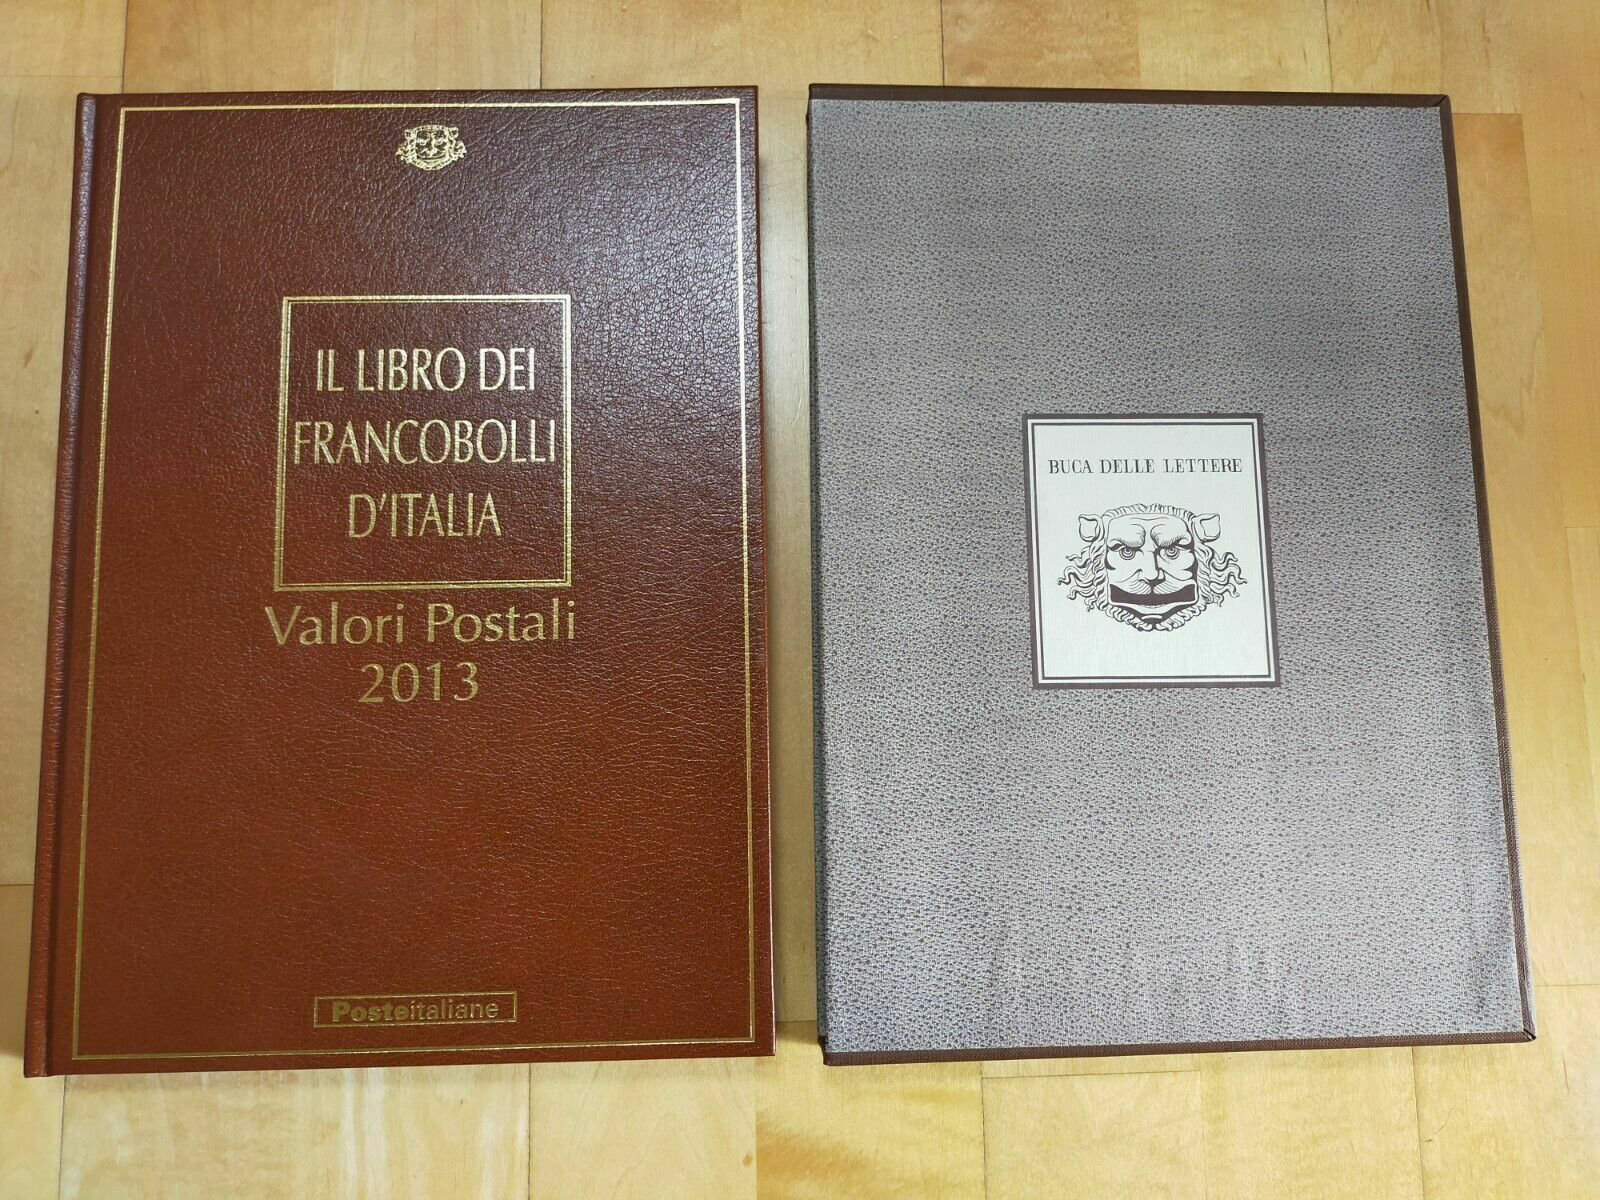 IL LIBRO DEI
FRANCOBOLLI
D'ITALIA
Valori Postali
2013
Posteitaliane
BUCA DELLE LETTERE